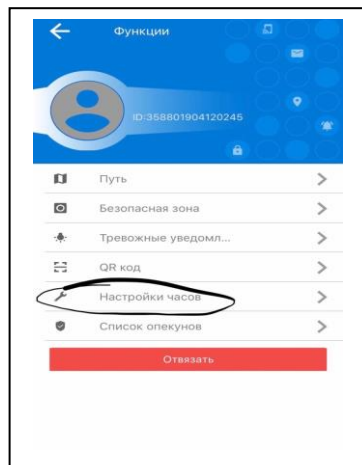 Функции
ID:358801904120245
Путь
Безопасная зона
Тревожные уведомл...
QR код
Настройки часов
Список опекунов
Отвязать